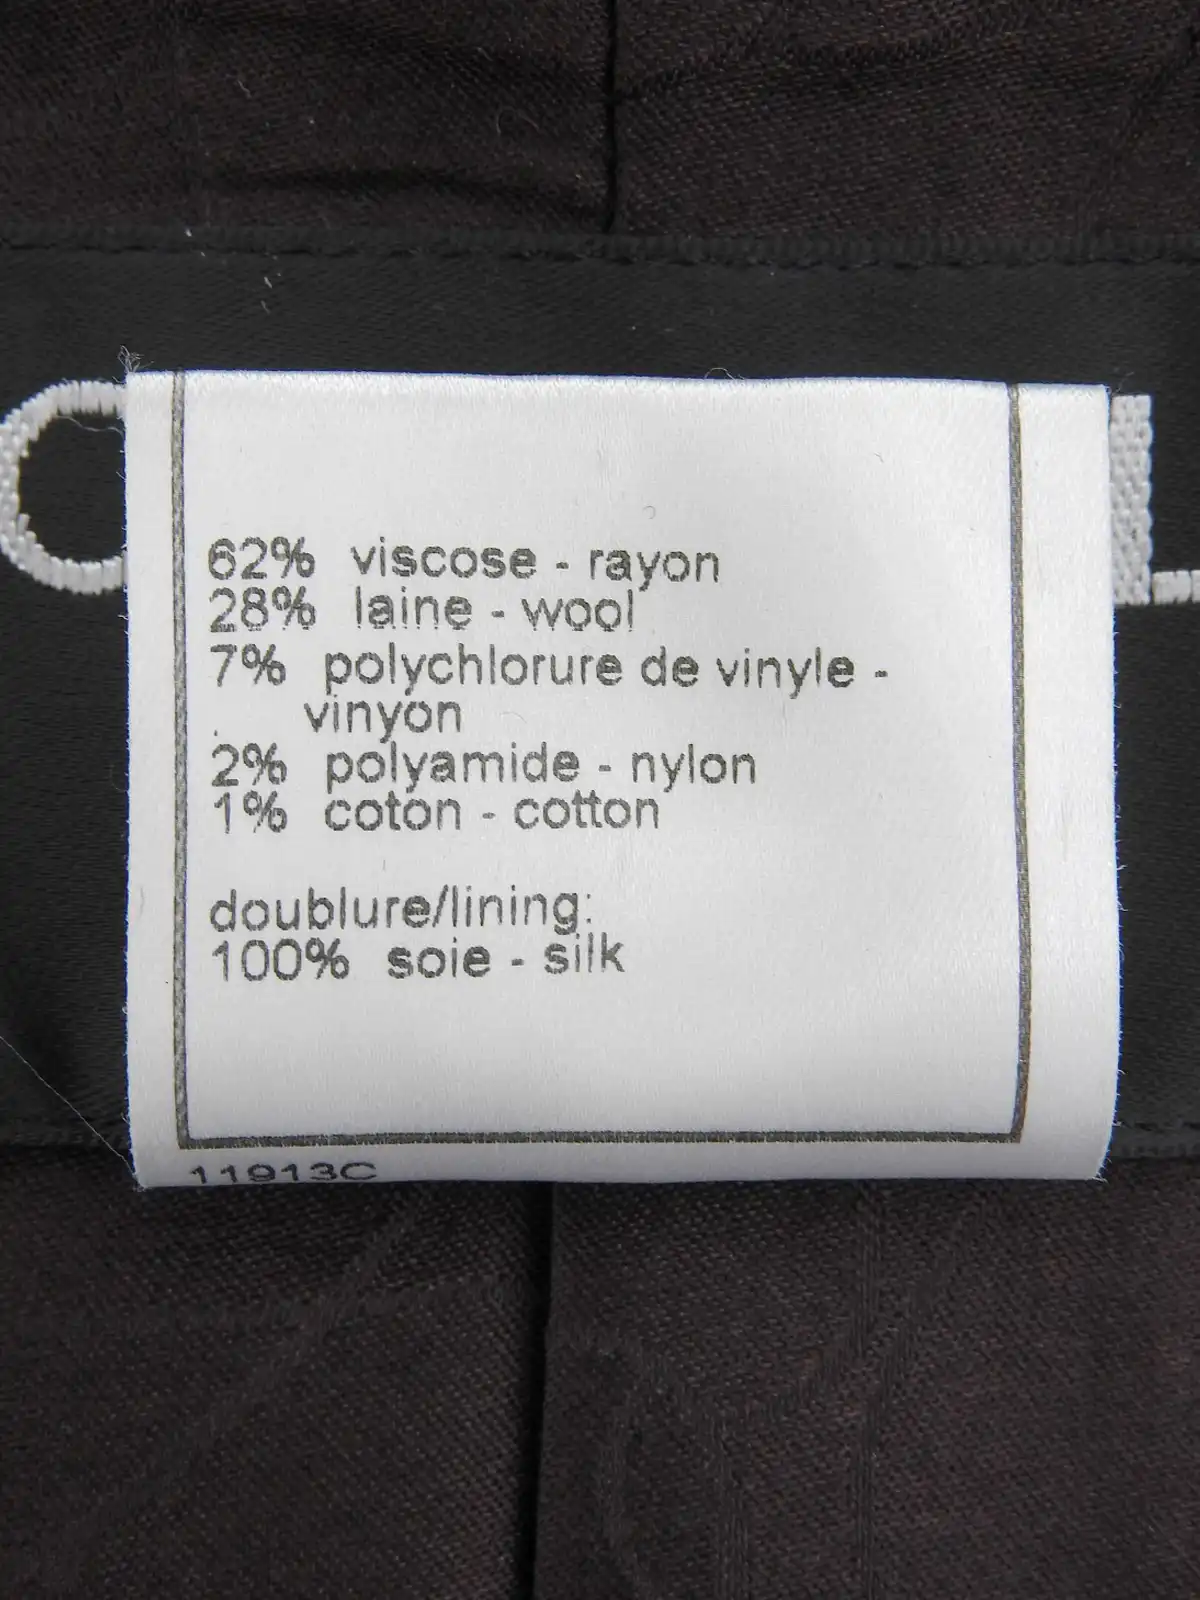 C L
62% viscose - rayon
28% laine - wool
7% polychlorure de vinyle -
vinyon
2% polyamide - nylon
1% coton - cotton
doublure/lining:
100% soie - silk
11913C